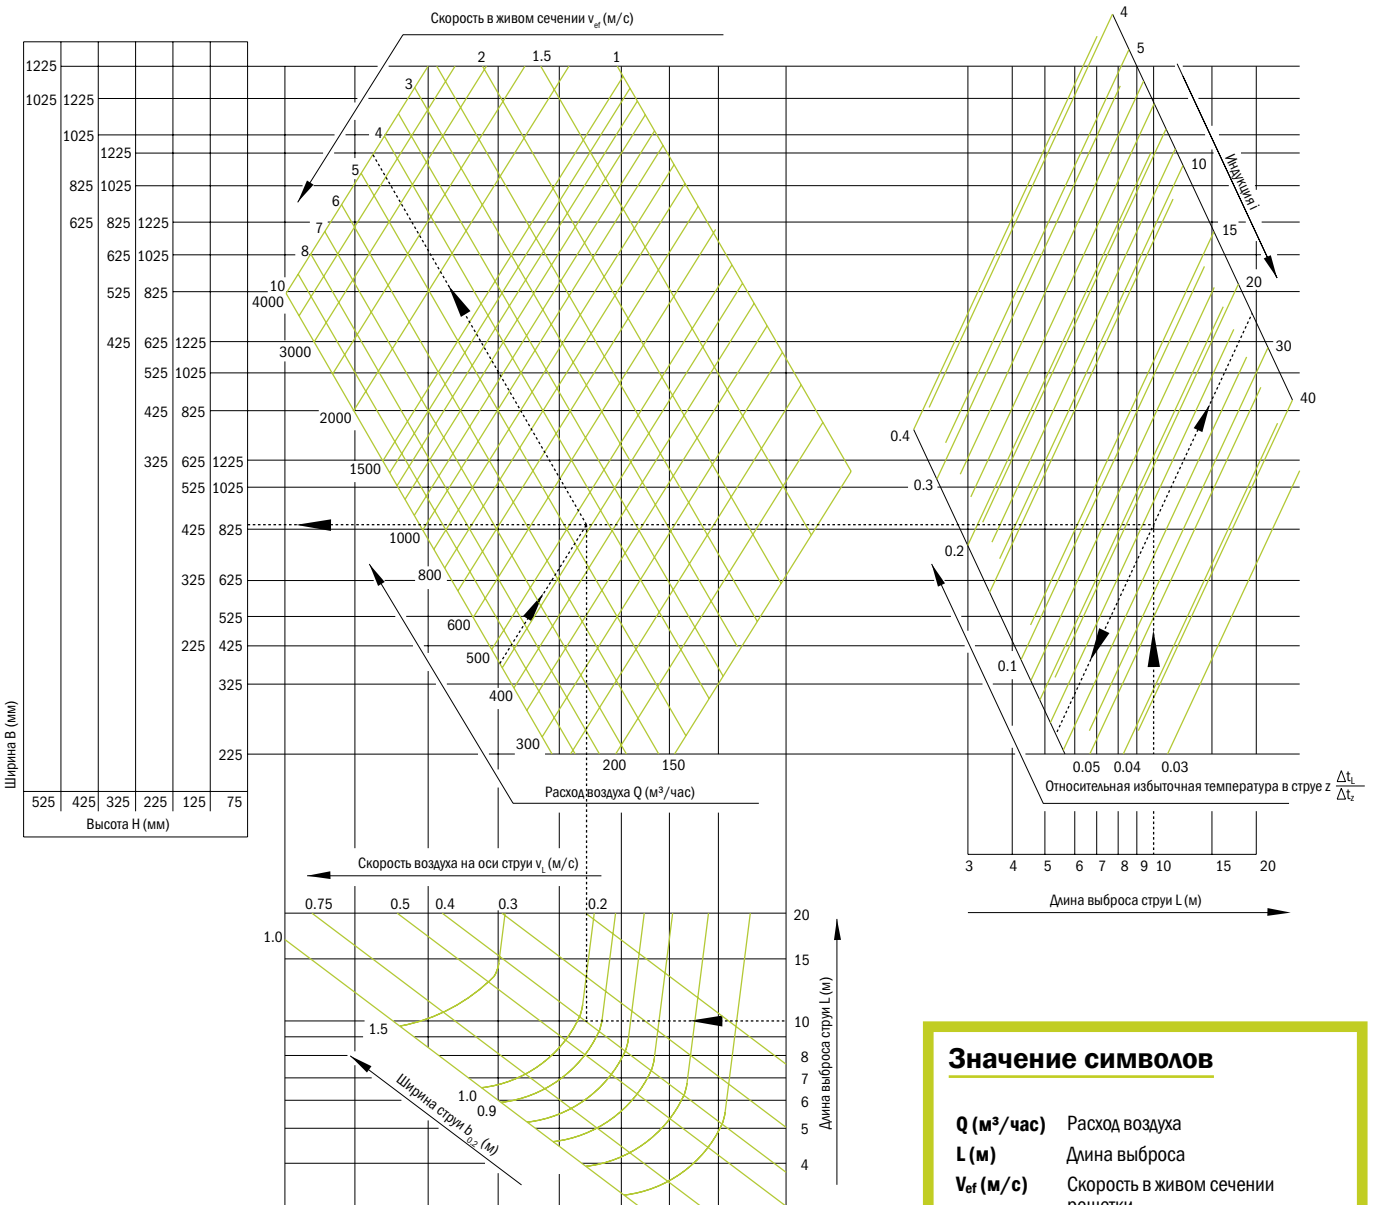 Скорость в живом сечении vef (м/с)
3 2 1.5 1
4
5
6
7
8
10
1225
1025 1225
1025
1225
825 1025
625 825 1225
625 1025
525 825
425 625 1225
525 1025
425 825
325 625 1225
525 1025
425 825
325 625
525
225 425
325
225
525 425 325 225 125 75
Ширина B (мм)
Высота H (мм)
4000
3000
2000
1500
1000
800
600
500
400
300
200 150
Расход воздуха Q (м³/час)
4
5
10
15
20
30
40
Индукция i
0.4
0.3
0.2
0.1
0.05 0.04 0.03
Относительная избыточная температура в струе z ΔtL
Δtz
3 4 5 6 7 8 9 10 15 20
Длина выброса струи L (м)
Скорость воздуха на оси струи vL (м/с)
0.75 0.5 0.4 0.3 0.2
1.0
1.5
1.0
0.9
Ширина струи b0.2 (м)
20
15
10
8
7
6
5
4
Длина выброса струи L (м)
Значение символов
Q (м³/час) Расход воздуха
L (м) Длина выброса
Vef (м/с) Скорость в живом сечении
решетки